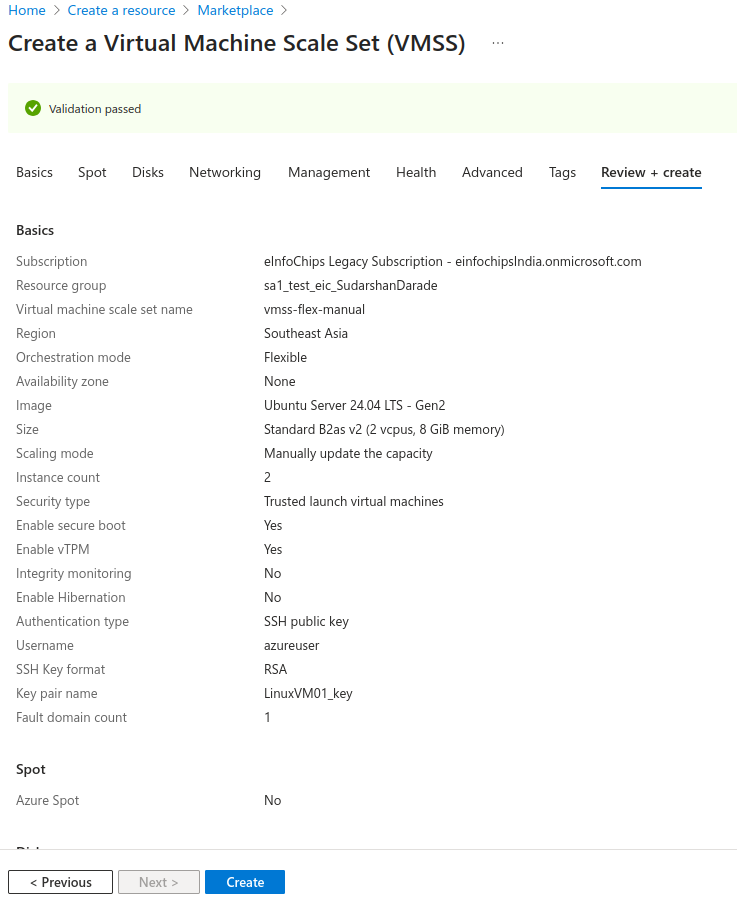 Home > Create a resource > Marketplace >
Create a Virtual Machine Scale Set (VMSS) ...
Validation passed
Basics Spot Disks Networking Management Health Advanced Tags Review + create
Basics
Subscription eInfoChips Legacy Subscription - einfochipsIndia.onmicrosoft.com
Resource group sa1_test_eic_SudarshanDarade
Virtual machine scale set name vmss-flex-manual
Region Southeast Asia
Orchestration mode Flexible
Availability zone None
Image Ubuntu Server 24.04 LTS - Gen2
Size Standard B2as v2 (2 vcpus, 8 GiB memory)
Scaling mode Manually update the capacity
Instance count 2
Security type Trusted launch virtual machines
Enable secure boot Yes
Enable vTPM Yes
Integrity monitoring No
Enable Hibernation No
Authentication type SSH public key
Username azureuser
SSH Key format RSA
Key pair name LinuxVM01_key
Fault domain count 1
Spot
Azure Spot No
< Previous Next > Create